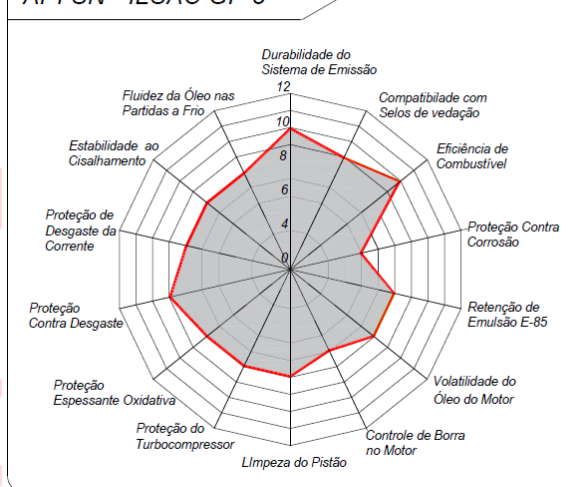 Durabilidade do
Sistema de Emissão
12
10
8
6
4
0
Compatibilade com
Selos de vedação
Eficiência de
Combustível
Proteção Contra
Corrosão
Retenção de
Emulsão E-85
Volatilidade do
Óleo do Motor
Controle de Borra
no Motor
LImpeza do Pistão
Proteção do
Turbocompressor
Proteção
Espessante Oxidativa
Proteção
Contra Desgaste
Proteção de
Desgaste da
Corrente
Estabilidade ao
Cisalhamento
Fluidez da Óleo nas
Partidas a Frio